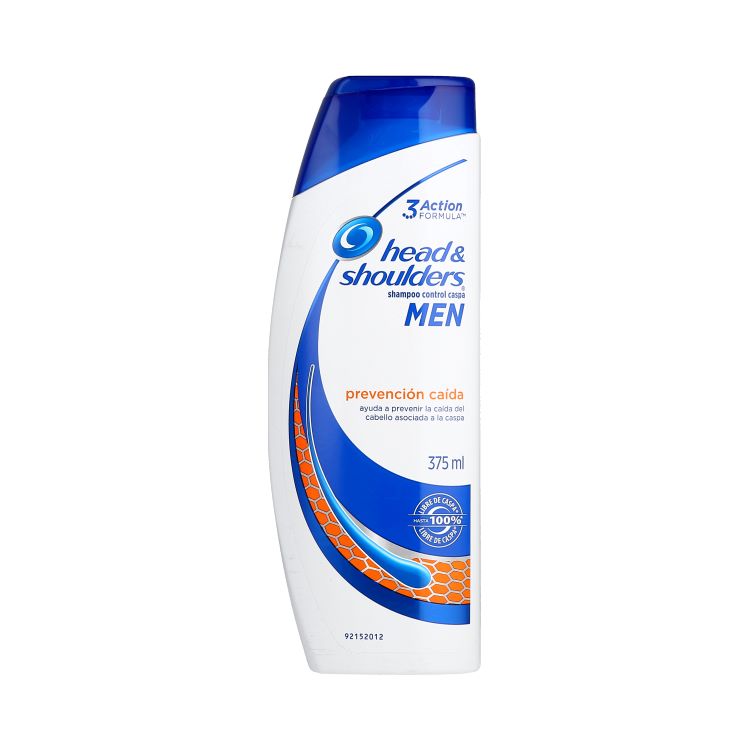 3 Action
FORMULA™
head &
shoulders®
shampoo control caspa
MEN
prevención caída
ayuda a prevenir la caída del
cabello asociada a la caspa
375 ml
LIBRE DE CASPA*
HASTA 100%*
LIBRE DE CASPA*
92152012